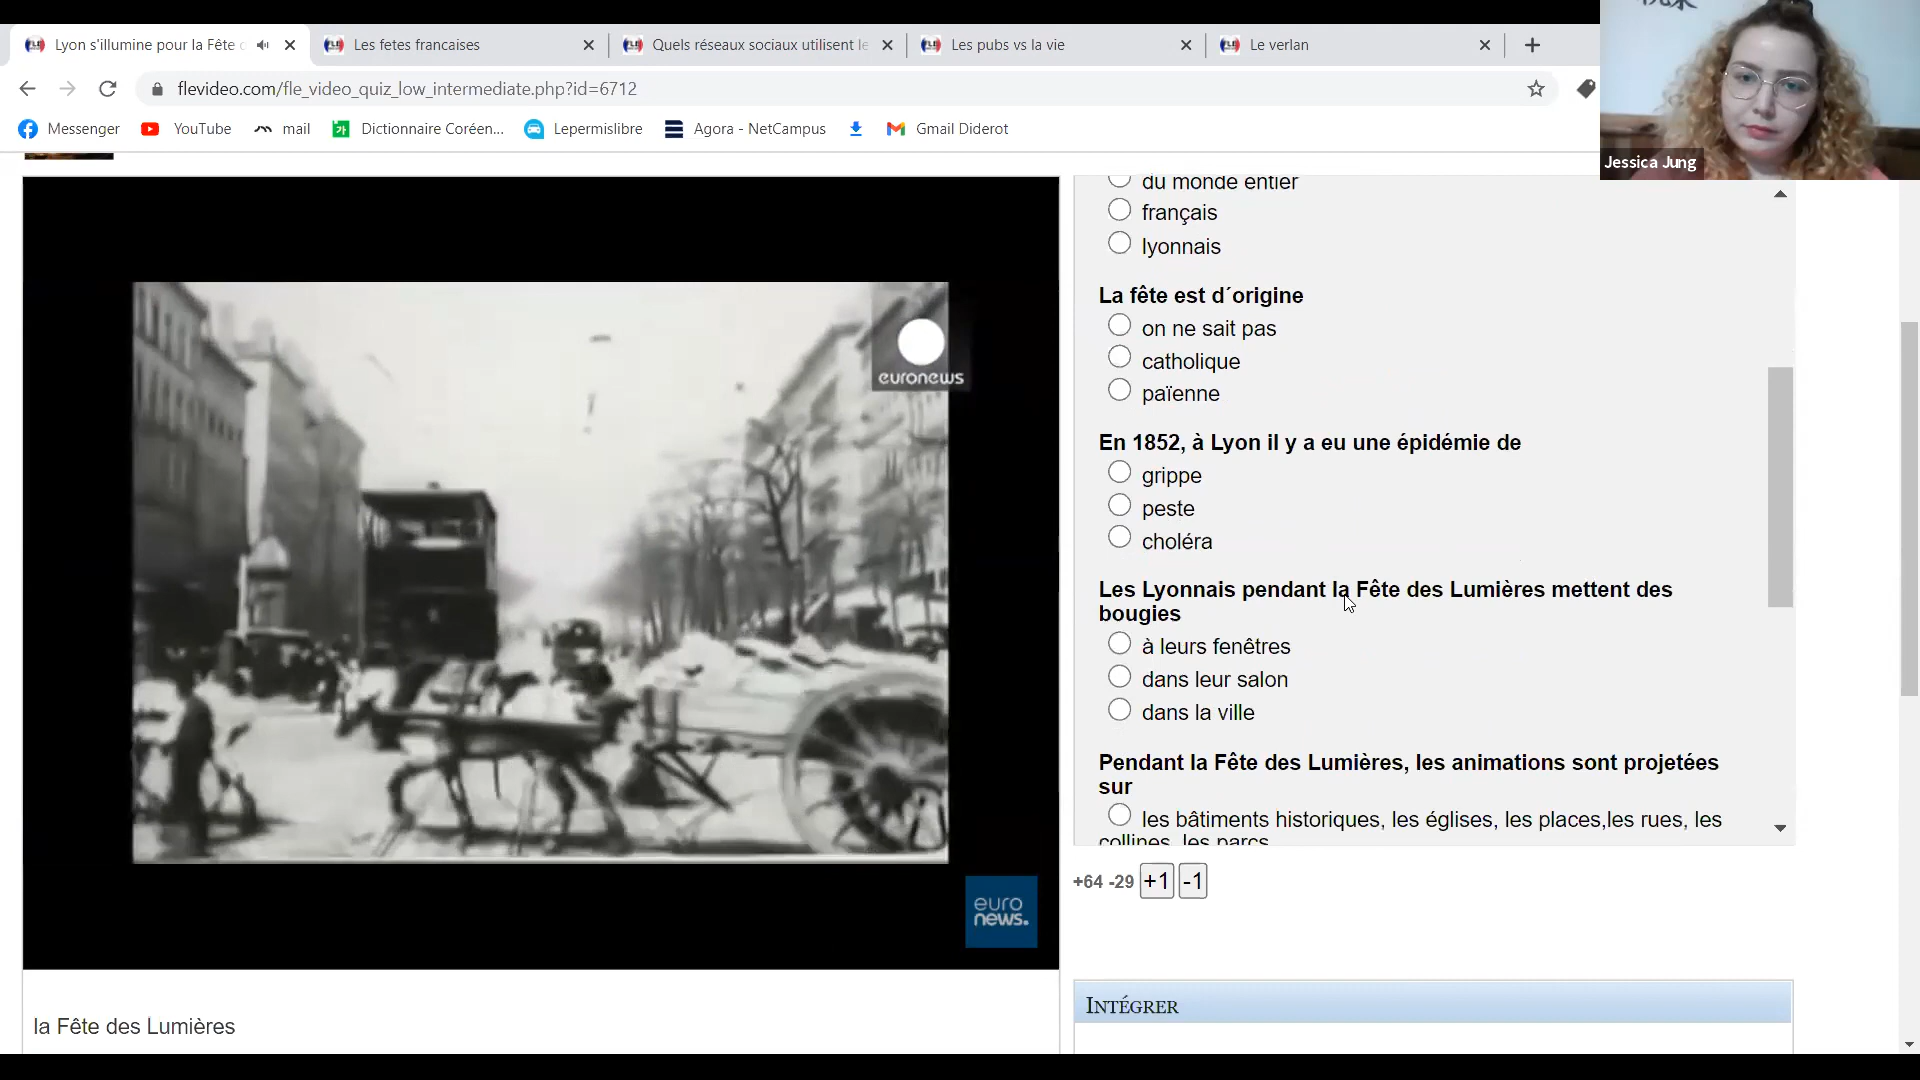 Lyon s'illumine pour la Fête
Les fetes francaises
Quels réseaux sociaux utilisent le
Les pubs vs la vie
Le verlan
flevideo.com/fle_video_quiz_low_intermediate.php?id=6712
Messenger
YouTube
mail
Dictionnaire Coréen...
Lepermislibre
Agora - NetCampus
Gmail Diderot
Jessica Jung
euronews
euro
news.
la Fête des Lumières
du monde entier
français
lyonnais
La fête est d´origine
on ne sait pas
catholique
païenne
En 1852, à Lyon il y a eu une épidémie de
grippe
peste
choléra
Les Lyonnais pendant la Fête des Lumières mettent des
bougies
à leurs fenêtres
dans leur salon
dans la ville
Pendant la Fête des Lumières, les animations sont projetées
sur
les bâtiments historiques, les églises, les places,les rues, les
collines, les parcs
+64 -29 +1 -1
INTÉGRER